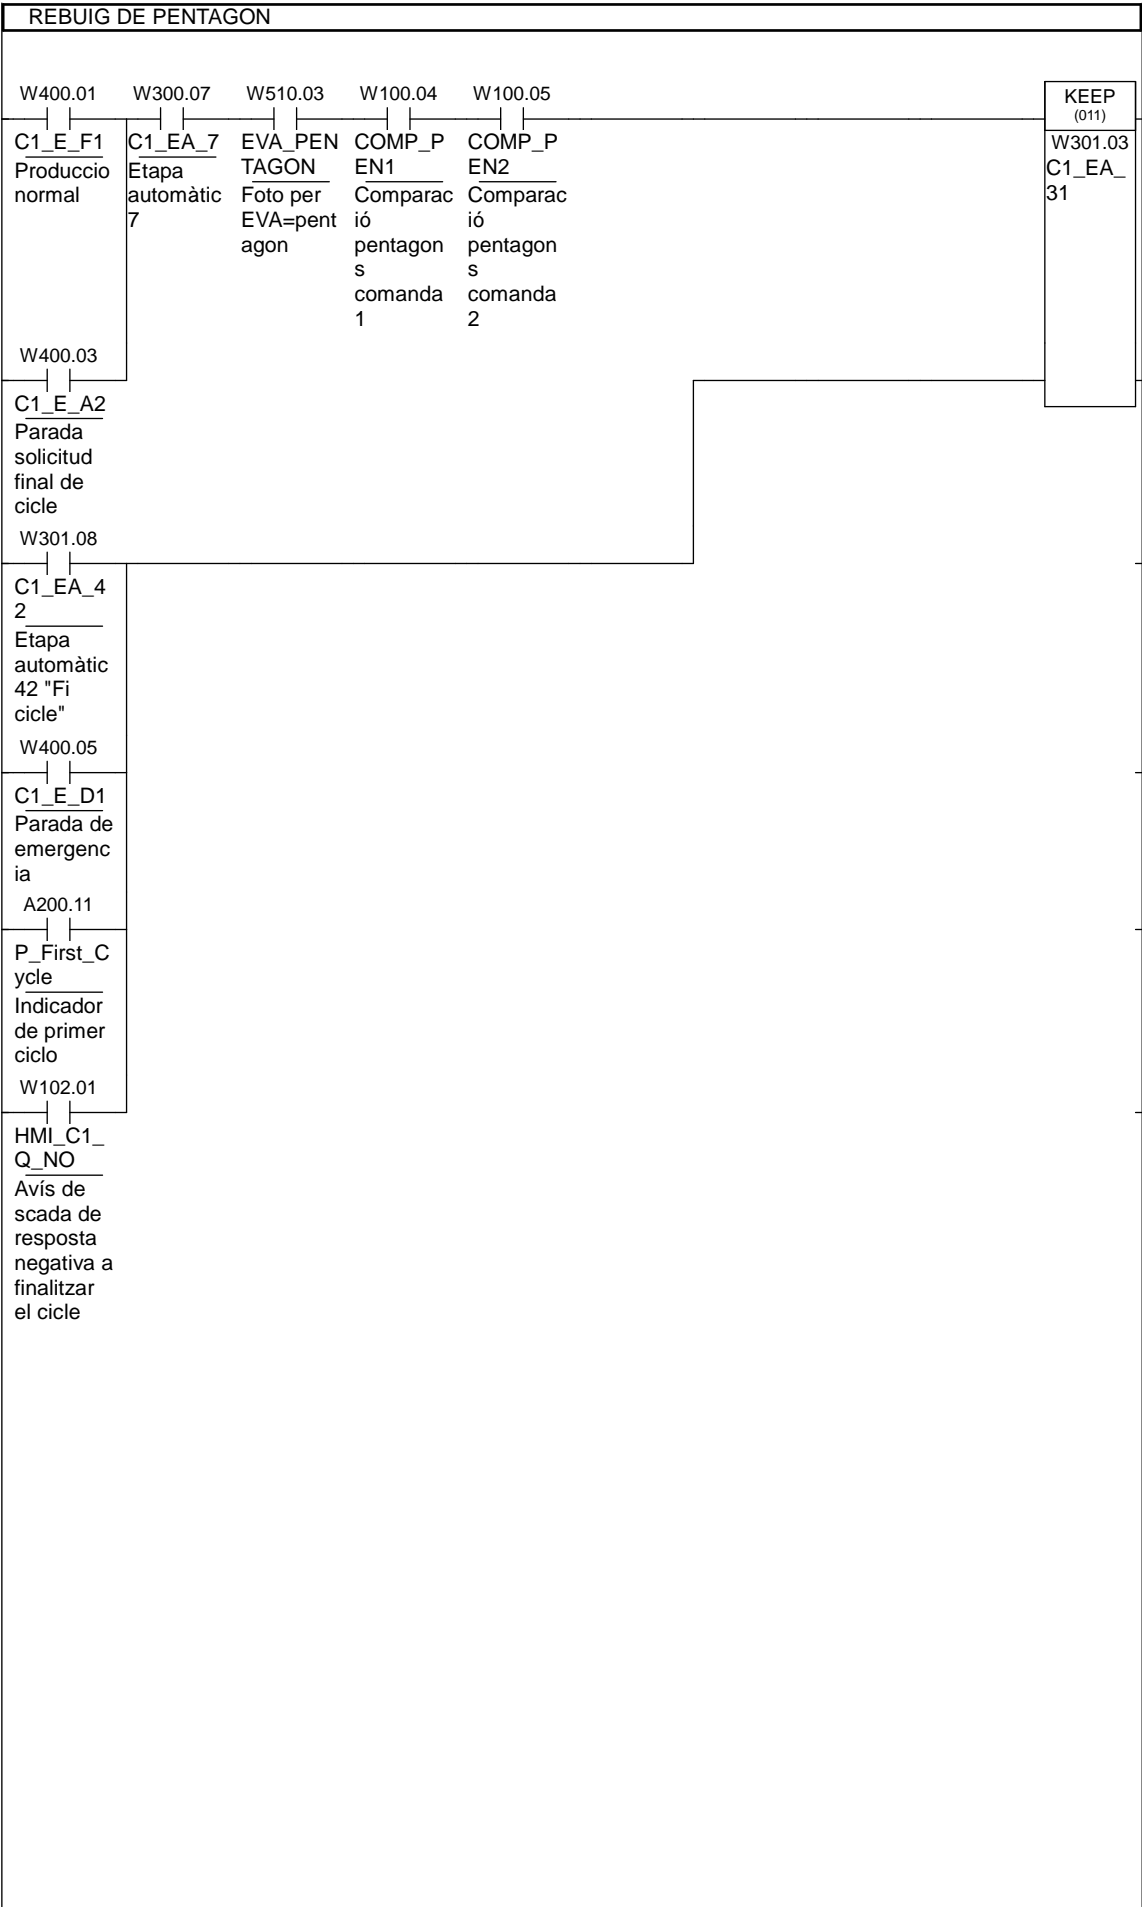 REBUIG DE PENTAGON
W400.01 W300.07 W510.03 W100.04 W100.05
KEEP
(011)
W301.03
C1_EA_
31
C1_E_F1
Produccio
normal
C1_EA_7
Etapa
automàtic
7
EVA_PEN
TAGON
Foto per
EVA=pent
agon
COMP_P
EN1
Comparac
ió
pentagon
s
comanda
1
COMP_P
EN2
Comparac
ió
pentagon
s
comanda
2
W400.03
C1_E_A2
Parada
solicitud
final de
cicle
W301.08
C1_EA_4
2
Etapa
automàtic
42 "Fi
cicle"
W400.05
C1_E_D1
Parada de
emergenc
ia
A200.11
P_First_C
ycle
Indicador
de primer
ciclo
W102.01
HMI_C1_
Q_NO
Avís de
scada de
resposta
negativa a
finalitzar
el cicle